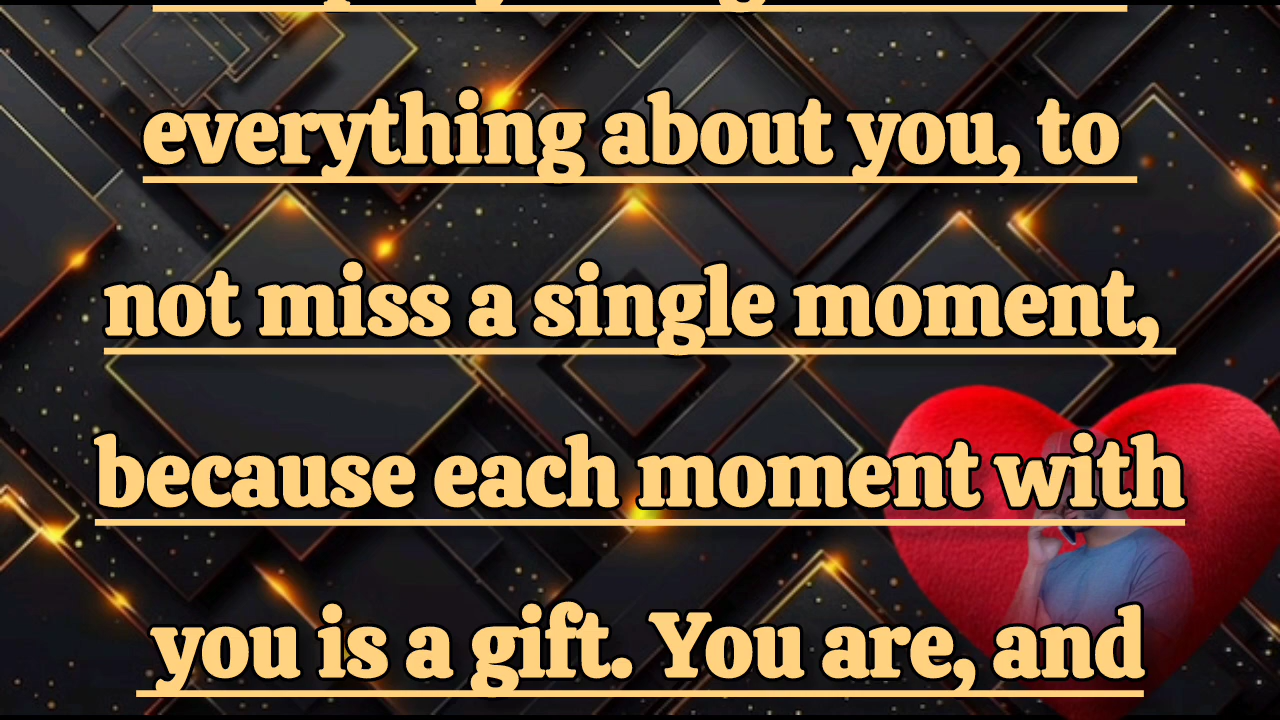 everything about you, to
not miss a single moment,
because each moment with
you is a gift. You are, and